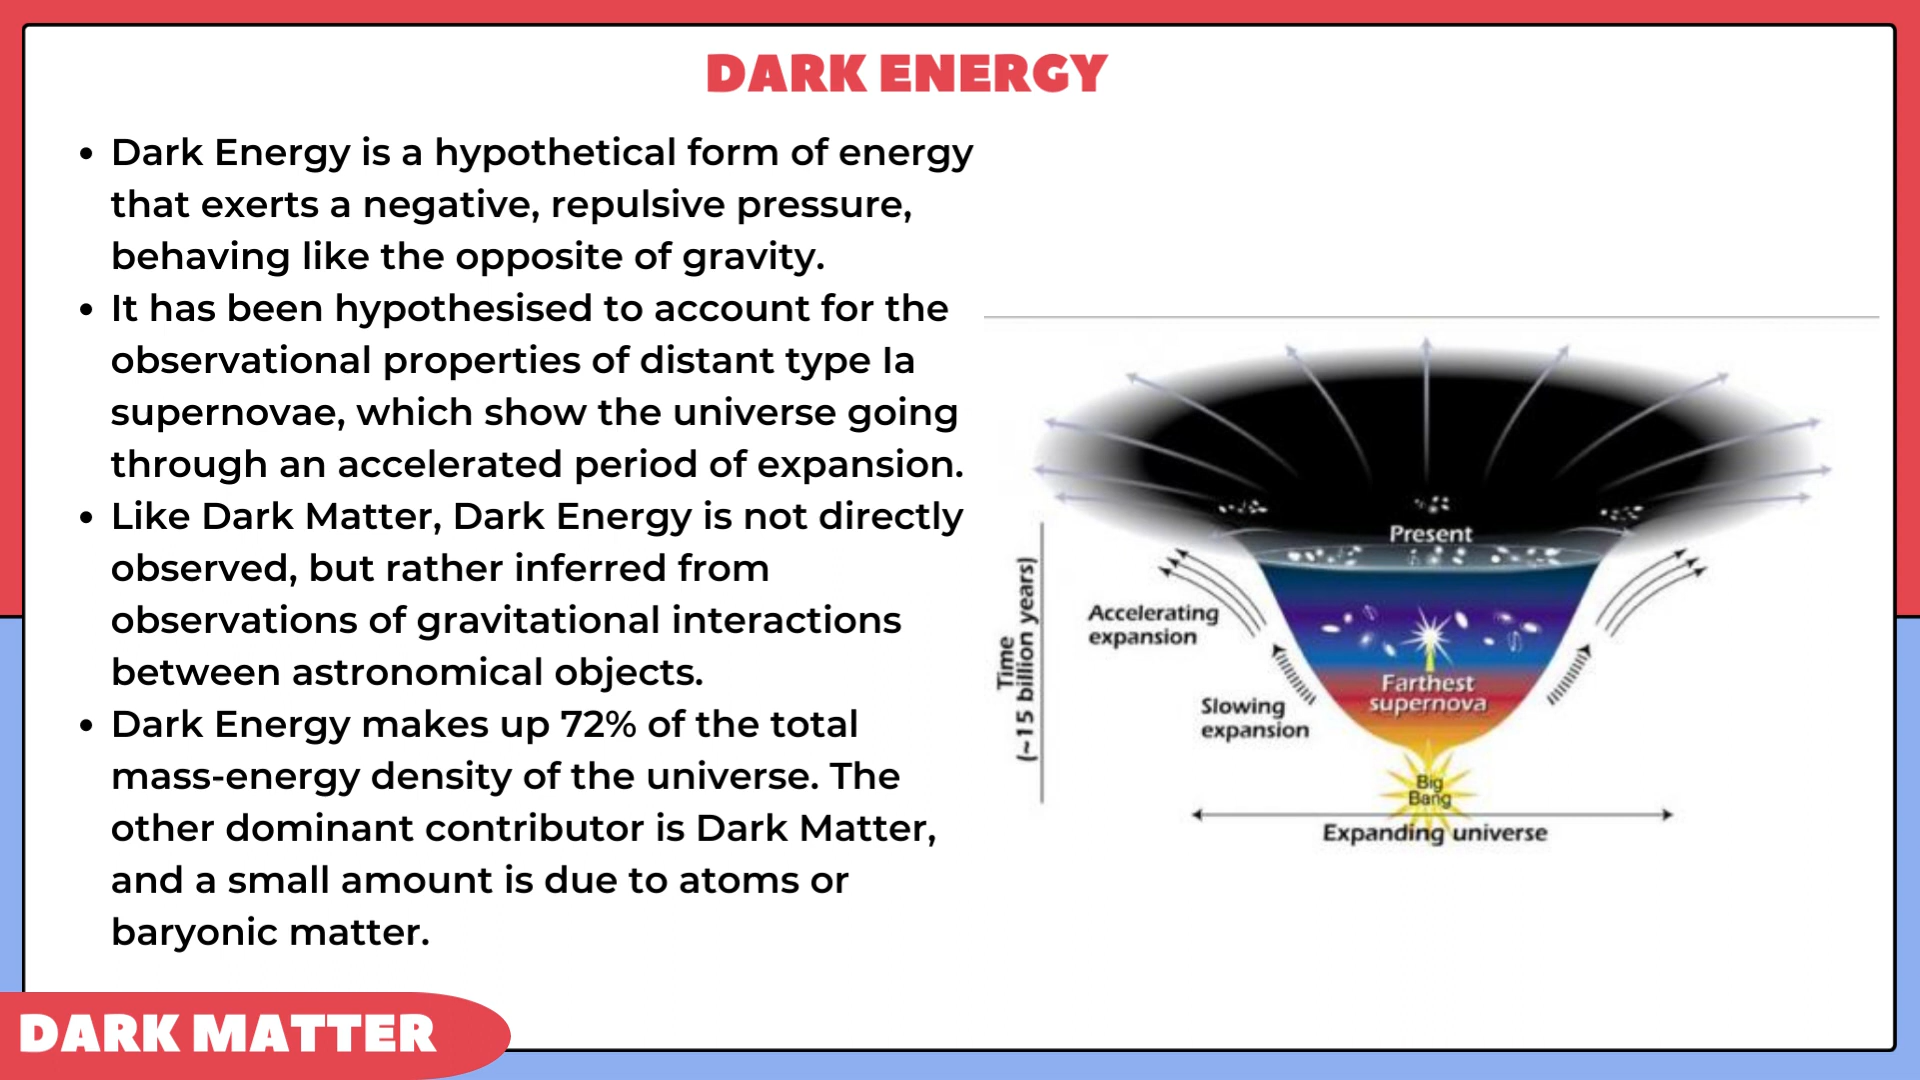 DARK ENERGY
• Dark Energy is a hypothetical form of energy
that exerts a negative, repulsive pressure,
behaving like the opposite of gravity.
• It has been hypothesised to account for the
observational properties of distant type Ia
supernovae, which show the universe going
through an accelerated period of expansion.
• Like Dark Matter, Dark Energy is not directly
observed, but rather inferred from
observations of gravitational interactions
between astronomical objects.
• Dark Energy makes up 72% of the total
mass-energy density of the universe. The
other dominant contributor is Dark Matter,
and a small amount is due to atoms or
baryonic matter.
Present
Accelerating
expansion
Time
(~15 billion years)
Farthest
supernova
Slowing
expansion
Big
Bang
Expanding universe
DARK MATTER